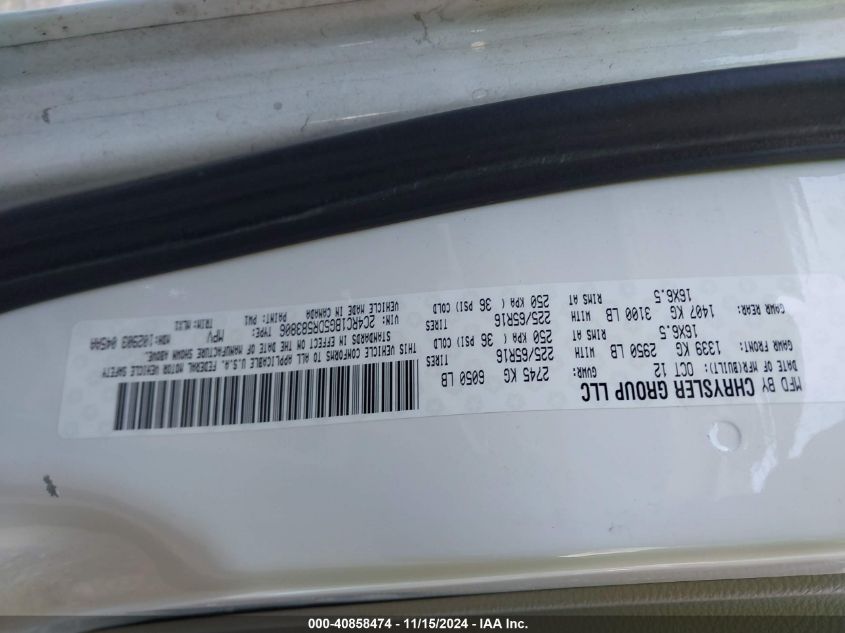 MFD BY CHRYSLER GROUP LLC
DATE OF MFR(BUILT): OCT 12 GVWR: 2745 KG 6050 LB
GAWR FRONT: 1339 KG 2950 LB WITH 225/65R16 TIRES
16X6.5 RIMS AT 250 KPA ( 36 PSI) COLD
GAWR REAR: 1407 KG 3100 LB WITH 225/65R16 TIRES
16X6.5 RIMS AT 250 KPA ( 36 PSI) COLD
THIS VEHICLE CONFORMS TO ALL APPLICABLE U.S.A. FEDERAL MOTOR VEHICLE SAFETY
STANDARDS IN EFFECT ON THE DATE OF MANUFACTURE SHOWN ABOVE.
VIN: 2C4RC1BG5DR583806 TYPE: MPV MDH:102903 045AA
VEHICLE MADE IN CANADA PAINT: PW1 TRIM:
000-40858474 - 11/15/2024 - IAA Inc.